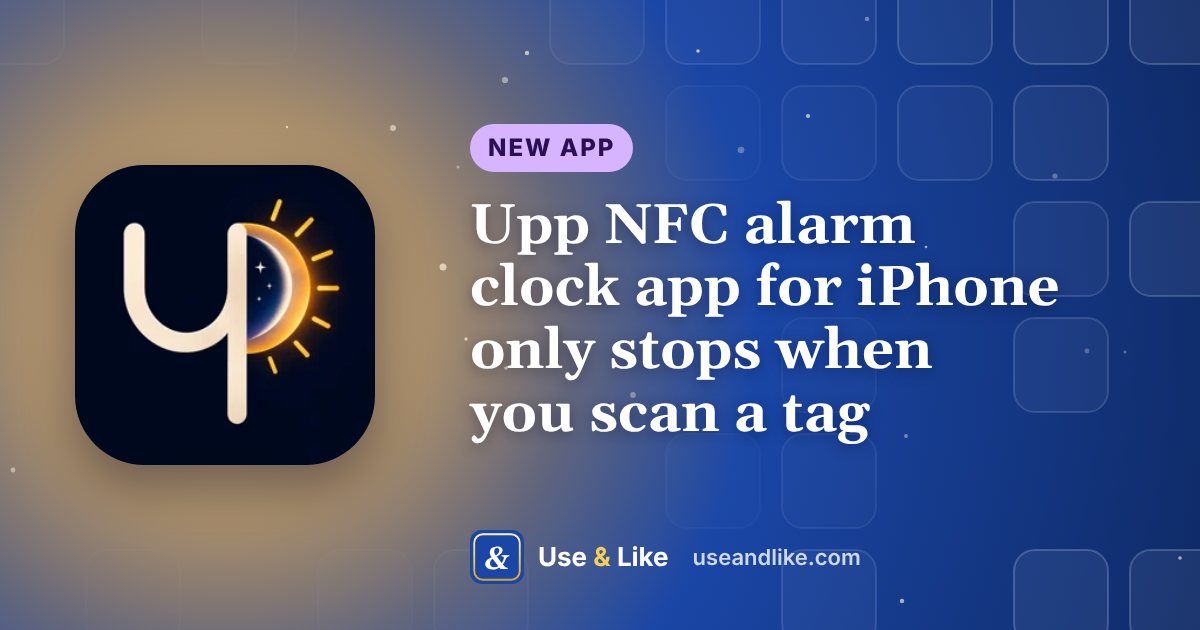 NEW APP
Upp NFC alarm
clock app for iPhone
only stops when
you scan a tag
& Use & Like useandlike.com